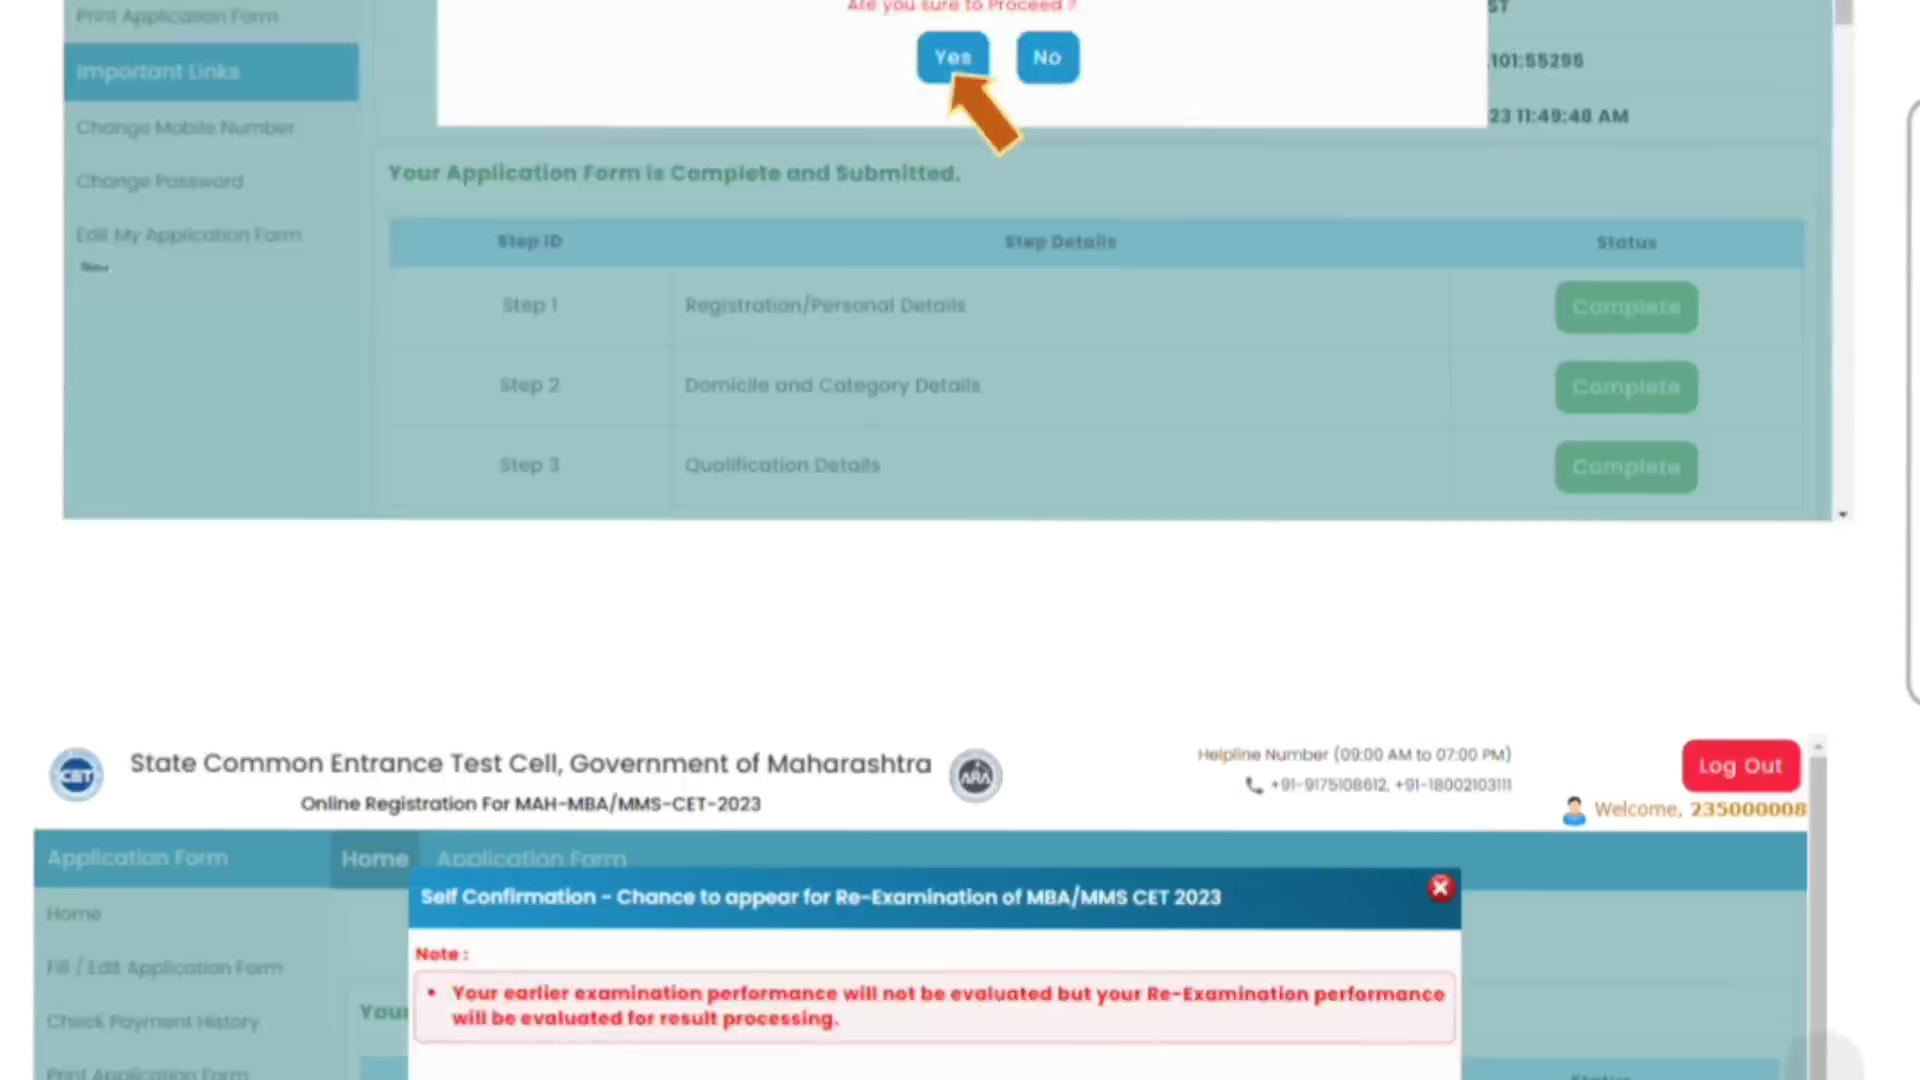 Print Application Form
Are you sure to Proceed ?
ST
Important Links
Yes
No
.101:55295
Change Mobile Number
23 11:49:48 AM
Change Password
Your Application Form is Complete and Submitted.
Edit My Application Form
New
Step ID
Step Details
Status
Step 1
Registration/Personal Details
Complete
Step 2
Domicile and Category Details
Complete
Step 3
Qualification Details
Complete
CET
State Common Entrance Test Cell, Government of Maharashtra
Online Registration For MAH-MBA/MMS-CET-2023
ARA
Helpline Number (09:00 AM to 07:00 PM)
+91-9175108612, +91-18002103111
Log Out
Welcome, 235000008
Application Form
Home
Application Form
Self Confirmation - Chance to appear for Re-Examination of MBA/MMS CET 2023
Home
Note :
Fill / Edit Application Form
• Your earlier examination performance will not be evaluated but your Re-Examination performance
will be evaluated for result processing.
Check Payment History
Your
Print Application Form
Status